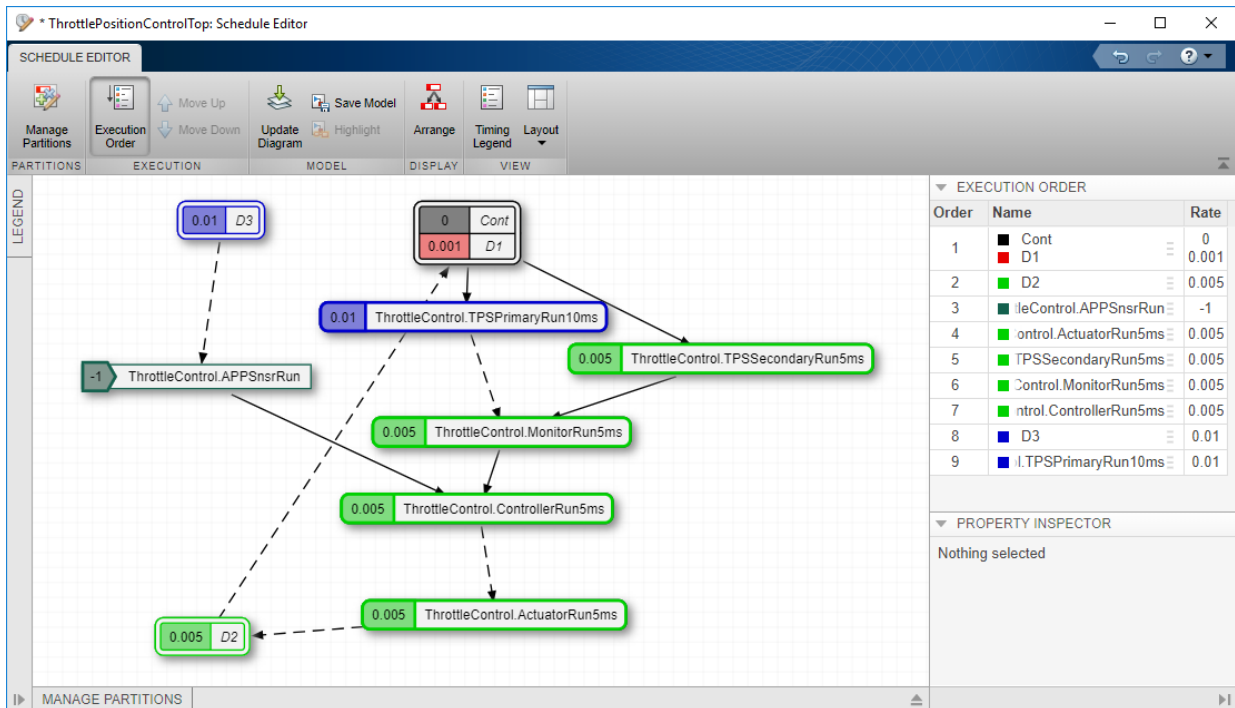 * ThrottlePositionControlTop: Schedule Editor
SCHEDULE EDITOR
Manage Partitions
Execution Order
Move Up
Move Down
Update Diagram
Save Model
Highlight
Arrange
Timing Legend
Layout
PARTITIONS
EXECUTION
MODEL
DISPLAY
VIEW
LEGEND
0.01 D3
0 Cont
0.001 D1
0.01 ThrottleControl.TPSPrimaryRun10ms
0.005 ThrottleControl.TPSSecondaryRun5ms
-1 ThrottleControl.APPSnsrRun
0.005 ThrottleControl.MonitorRun5ms
0.005 ThrottleControl.ControllerRun5ms
0.005 ThrottleControl.ActuatorRun5ms
0.005 D2
MANAGE PARTITIONS
EXECUTION ORDER
Order Name Rate
1 Cont 0
D1 0.001
2 D2 0.005
3 tleControl.APPSnsrRun -1
4 ontrol.ActuatorRun5ms 0.005
5 TPSSecondaryRun5ms 0.005
6 Control.MonitorRun5ms 0.005
7 ntrol.ControllerRun5ms 0.005
8 D3 0.01
9 l.TPSPrimaryRun10ms 0.01
PROPERTY INSPECTOR
Nothing selected